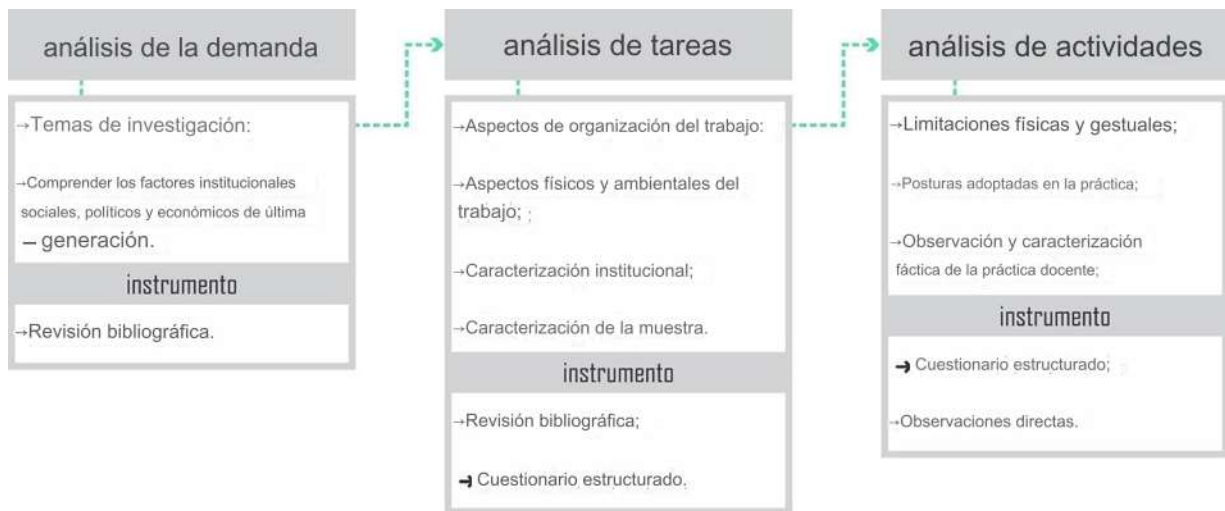 análisis de la demanda
→Temas de investigación:
→Comprender los factores institucionales
sociales, políticos y económicos de última
– generación.
instrumento
→Revisión bibliográfica.
análisis de tareas
→Aspectos de organización del trabajo:
→Aspectos físicos y ambientales del
trabajo; ;
→Caracterización institucional;
→Caracterización de la muestra.
instrumento
→Revisión bibliográfica;
→ Cuestionario estructurado.
análisis de actividades
→Limitaciones físicas y gestuales;
→Posturas adoptadas en la práctica;
→Observación y caracterización
fáctica de la práctica docente;
instrumento
→ Cuestionario estructurado;
→Observaciones directas.